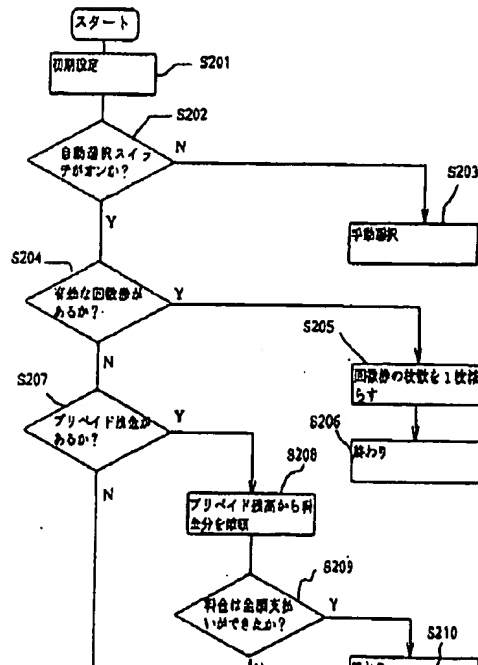 スタート
初期設定
S201
S202
自動選択スイッ
チがオンか?
N
S203
Y
手動選択
S204
有効な回数券が
あるか?
Y
S205
N
回数券の枚数を1枚減
らす
S207
S206
プリペイド残金が
あるか?
Y
終わり
S208
N
プリペイド残高から料
金分を減額
S209
料金は全額支払
いができたか?
Y
S210